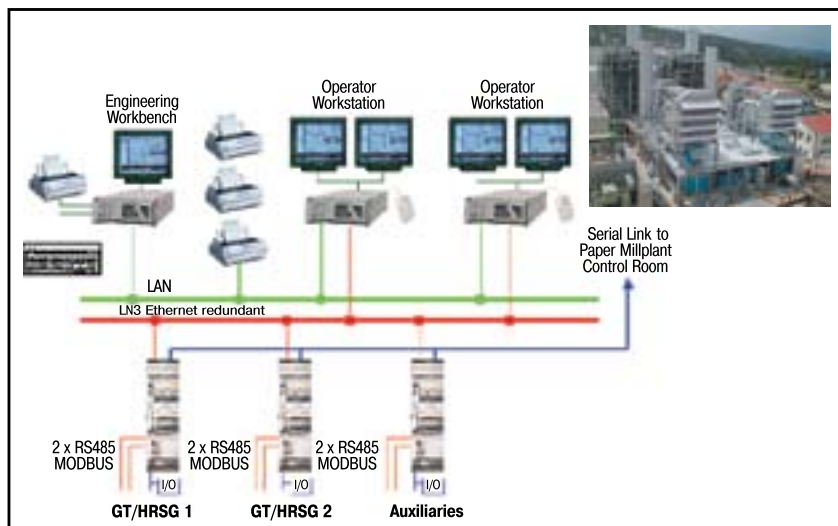 Engineering
Workbench
Operator
Workstation
Operator
Workstation
Serial Link to
Paper Millplant
Control Room
LAN
LN3 Ethernet redundant
2 x RS485
MODBUS
2 x RS485
MODBUS
2 x RS485
MODBUS
I/O
I/O
I/O
GT/HRSG 1
GT/HRSG 2
Auxiliaries